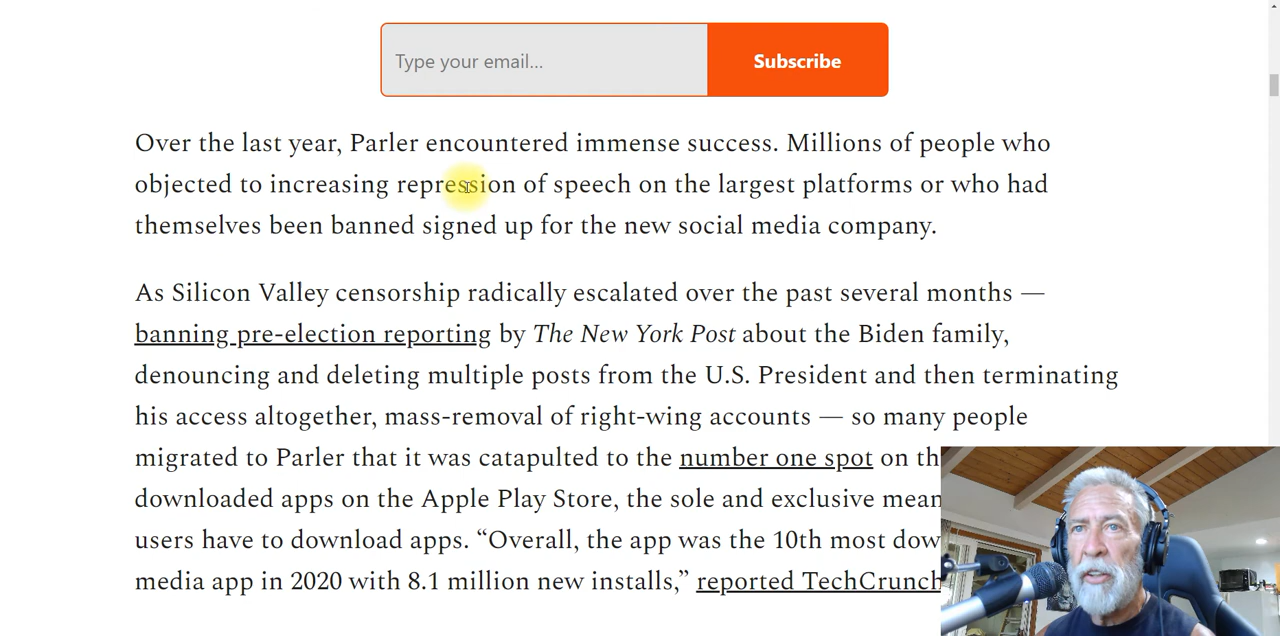 Type your email...
Subscribe
Over the last year, Parler encountered immense success. Millions of people who
objected to increasing repression of speech on the largest platforms or who had
themselves been banned signed up for the new social media company.
As Silicon Valley censorship radically escalated over the past several months —
banning pre-election reporting by The New York Post about the Biden family,
denouncing and deleting multiple posts from the U.S. President and then terminating
his access altogether, mass-removal of right-wing accounts — so many people
migrated to Parler that it was catapulted to the number one spot on
downloaded apps on the Apple Play Store, the sole and exclusive
users have to download apps. “Overall, the app was the 10th most
media app in 2020 with 8.1 million new installs,” reported TechCrunch